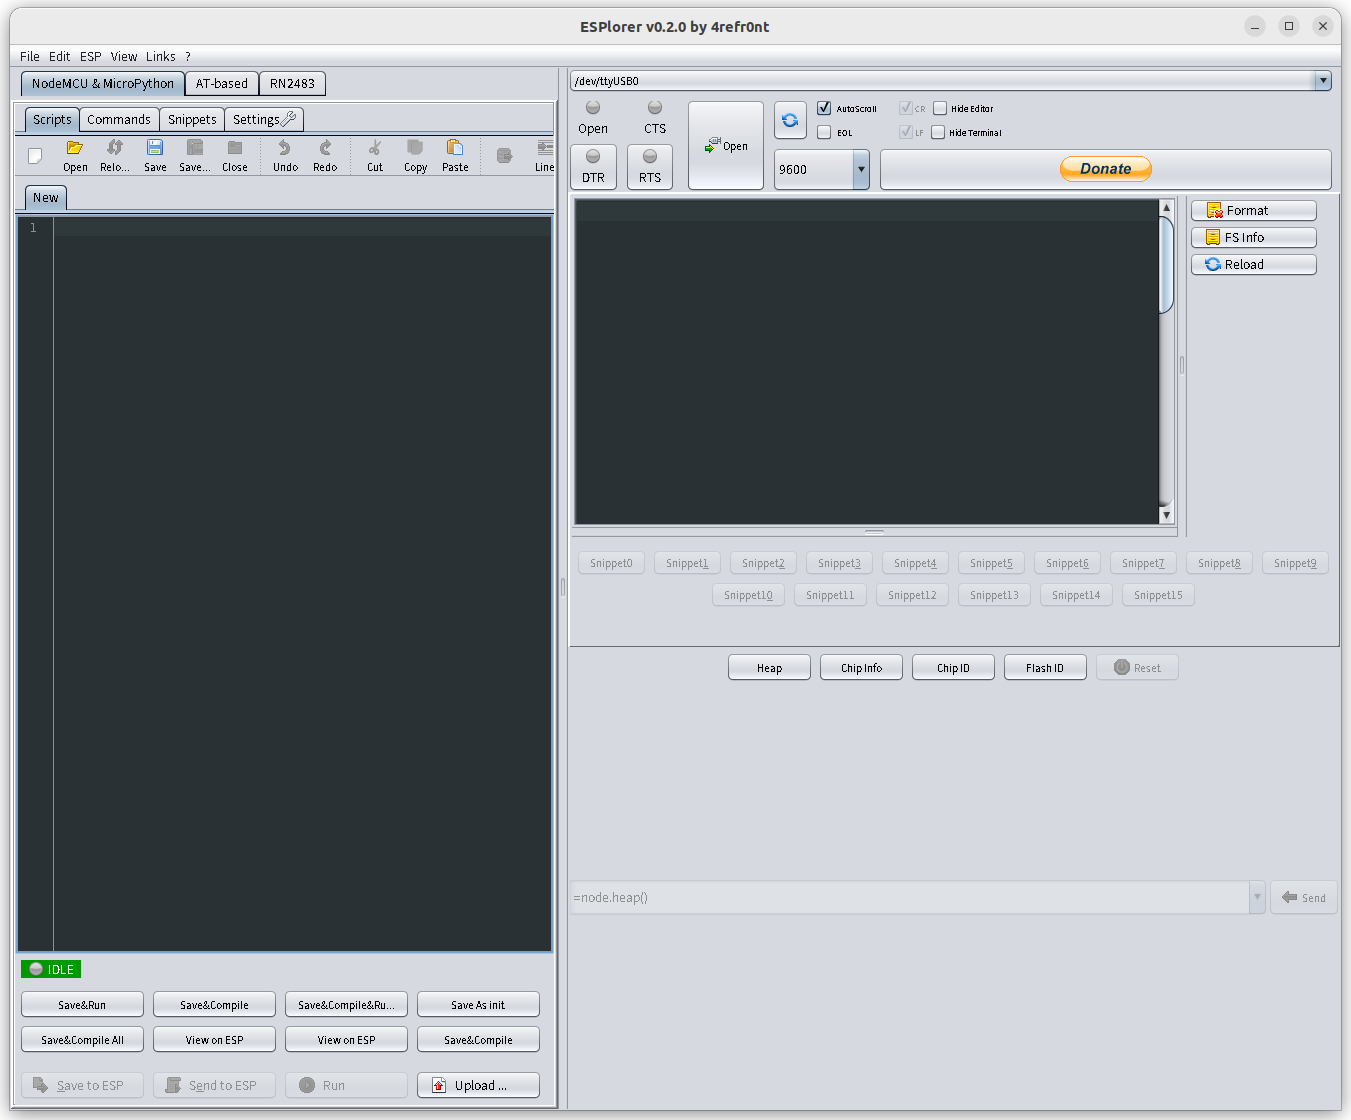 ESPlorer v0.2.0 by 4refr0nt
File Edit ESP View Links ?
NodeMCU & MicroPython AT-based RN2483
/dev/ttyUSB0
Scripts Commands Snippets Settings
Open CTS
Open
AutoScroll CR Hide Editor
EOL LF Hide Terminal
Open Relo... Save Save... Close Undo Redo Cut Copy Paste Line
DTR RTS
9600
Donate
New
1
Format
FS Info
Reload
Snippet0 Snippet1 Snippet2 Snippet3 Snippet4 Snippet5 Snippet6 Snippet7 Snippet8 Snippet9
Snippet10 Snippet11 Snippet12 Snippet13 Snippet14 Snippet15
Heap Chip Info Chip ID Flash ID Reset
=node.heap() Send
IDLE
Save&Run Save&Compile Save&Compile&Ru... Save As init
Save&Compile All View on ESP View on ESP Save&Compile
Save to ESP Send to ESP Run Upload ...